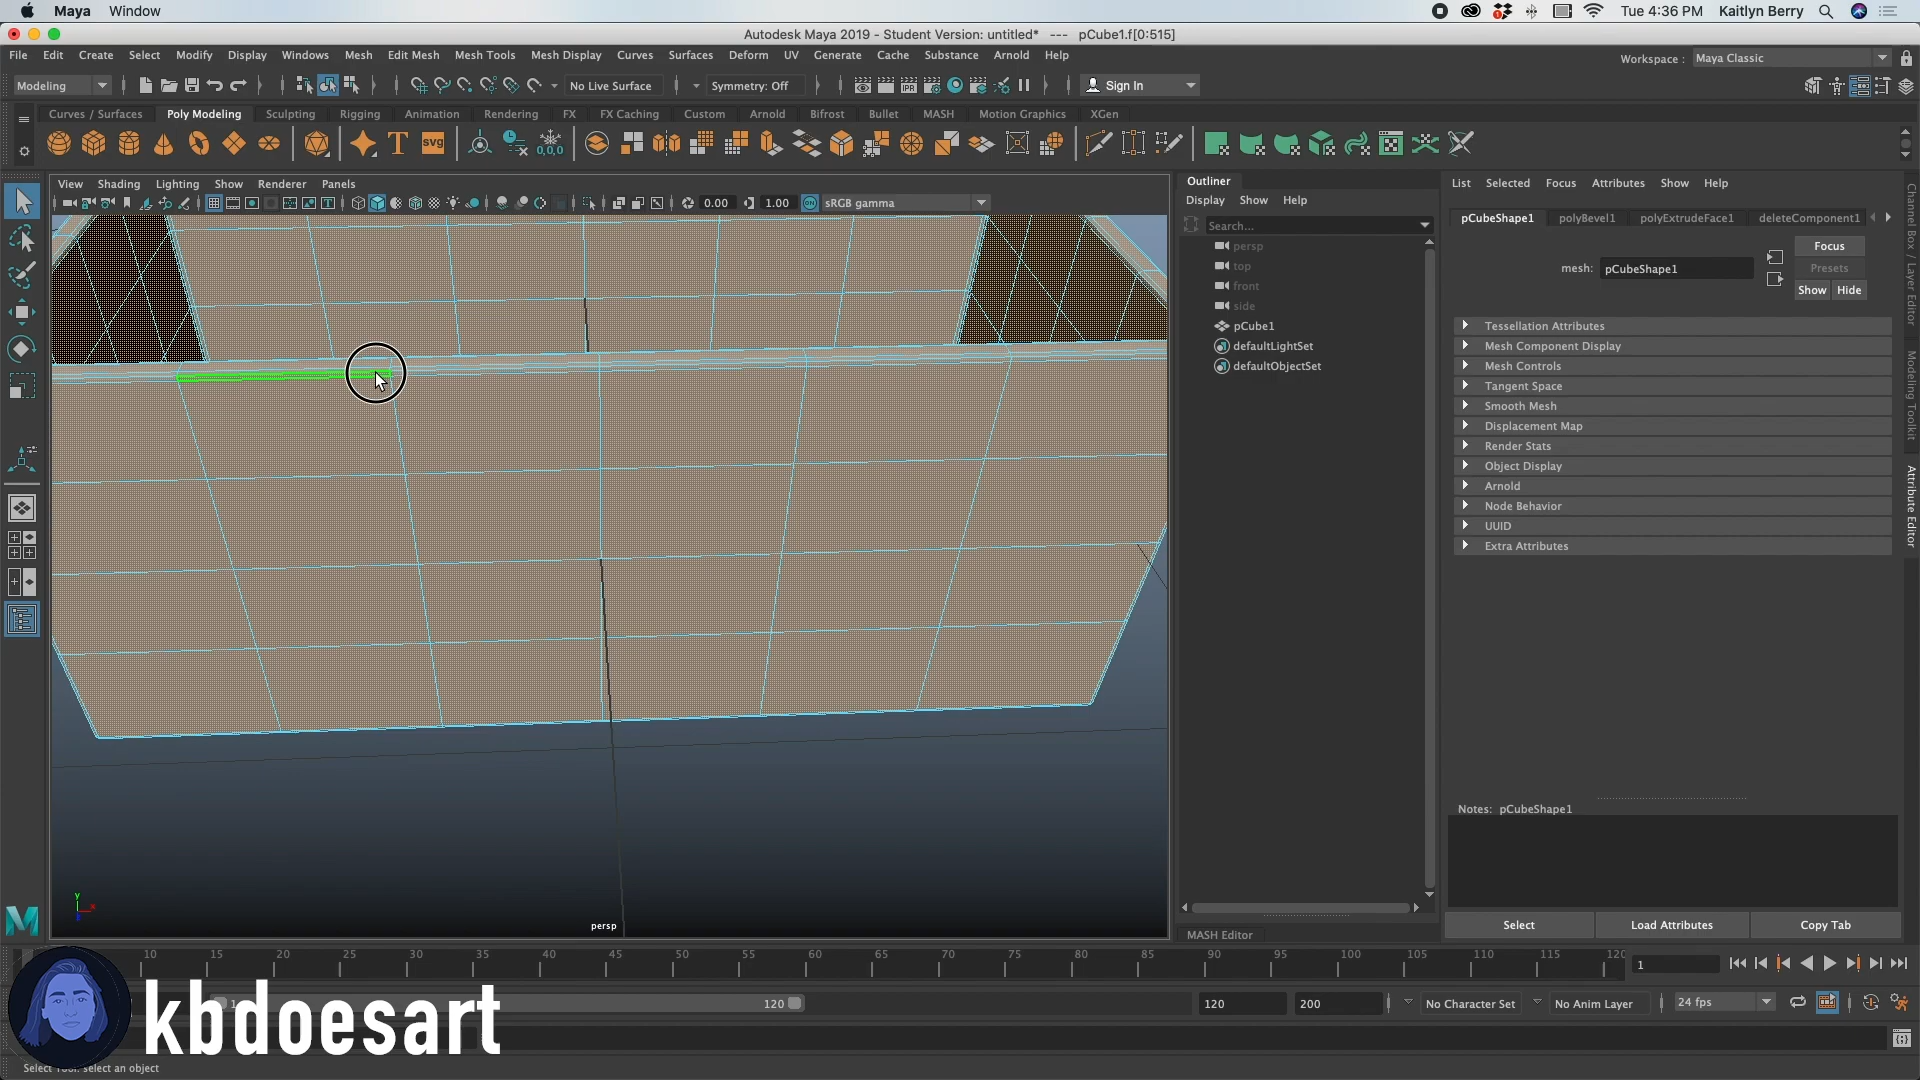 Maya Window
Tue 4:36 PM Kaitlyn Berry
Autodesk Maya 2019 - Student Version: untitled* --- pCube1.f[0:515]
File Edit Create Select Modify Display Windows Mesh Edit Mesh Mesh Tools Mesh Display Curves Surfaces Deform UV Generate Cache Substance Arnold Help
Workspace : Maya Classic
Modeling No Live Surface Symmetry: Off Sign In
Curves / Surfaces Poly Modeling Sculpting Rigging Animation Rendering FX FX Caching Custom Arnold Bifrost Bullet MASH Motion Graphics XGen
T SVG 0,0,0
View Shading Lighting Show Renderer Panels
0.00 1.00 sRGB gamma
Outliner
Display Show Help
Search...
persp
top
front
side
pCube1
defaultLightSet
defaultObjectSet
MASH Editor
List Selected Focus Attributes Show Help
pCubeShape1 polyBevel1 polyExtrudeFace1 deleteComponent1
mesh: pCubeShape1
Focus
Presets
Show Hide
Tessellation Attributes
Mesh Component Display
Mesh Controls
Tangent Space
Smooth Mesh
Displacement Map
Render Stats
Object Display
Arnold
Node Behavior
UUID
Extra Attributes
Notes: pCubeShape1
Select Load Attributes Copy Tab
Channel Box / Layer Editor
Modeling Toolkit
Attribute Editor
y
x
persp
10 15 20 25 30 35 40 45 50 55 60 65 70 75 80 85 90 95 100 105 110 115 120
1
120 120 200 No Character Set No Anim Layer 24 fps
kbdoesart
Select Tool: select an object